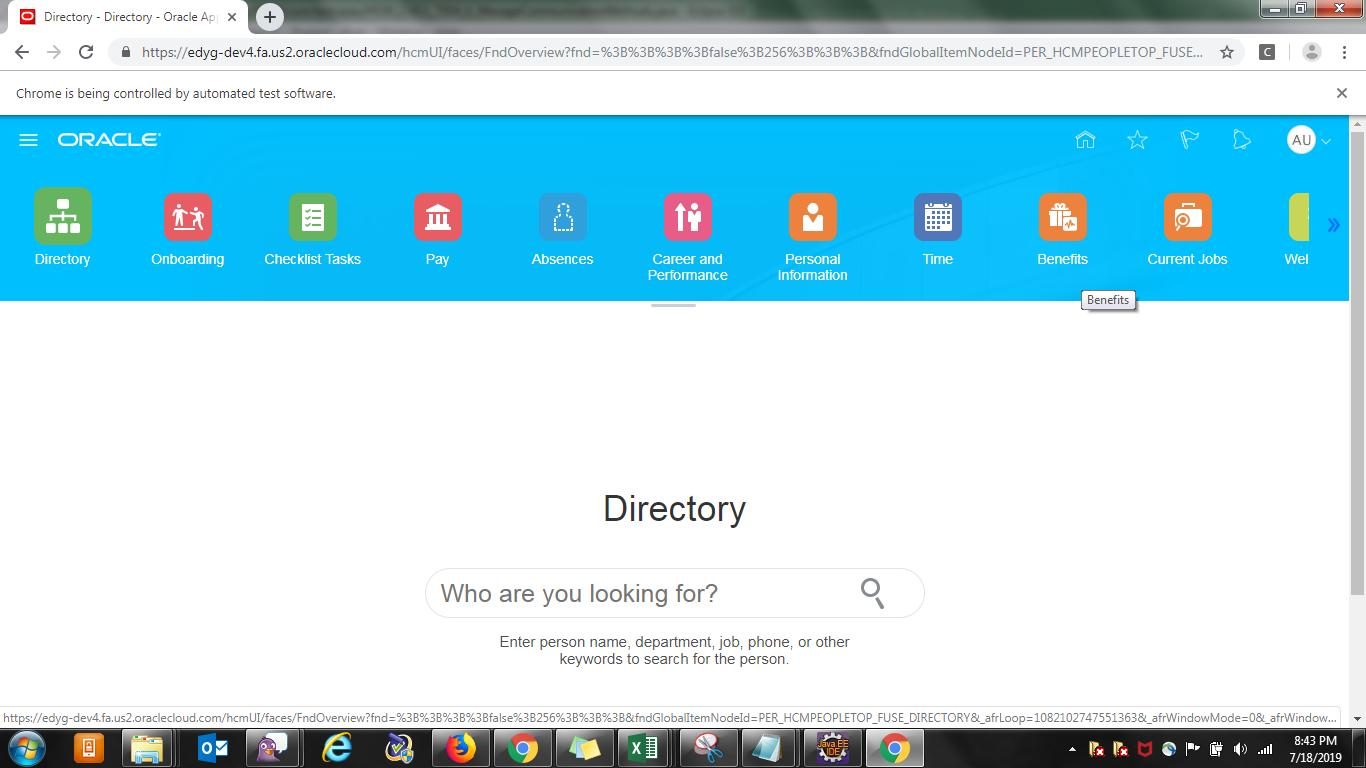 Directory - Directory - Oracle Ap
https://edyg-dev4.fa.us2.oraclecloud.com/hcmUI/faces/FndOverview?fnd=%3B%3B%3B%3Bfalse%3B256%3B%3B%3B&fndGlobalItemNodeId=PER_HCMPEOPLETOP_FUSE...
C
Chrome is being controlled by automated test software.
ORACLE
AU
Directory
Onboarding
Checklist Tasks
Pay
Absences
Career and
Performance
Personal
Information
Time
Benefits
Current Jobs
Wel
Benefits
Directory
Who are you looking for?
Enter person name, department, job, phone, or other
keywords to search for the person.
https://edyg-dev4.fa.us2.oraclecloud.com/hcmUI/faces/FndOverview?fnd=%3B%3B%3B%3Bfalse%3B256%3B%3B%3B&fndGlobalItemNodeId=PER_HCMPEOPLETOP_FUSE_DIRECTORY&_afrLoop=1082102747551363&_afrWindowMode=0&_afrWindow...
Java EE
IDE
8:43 PM
7/18/2019